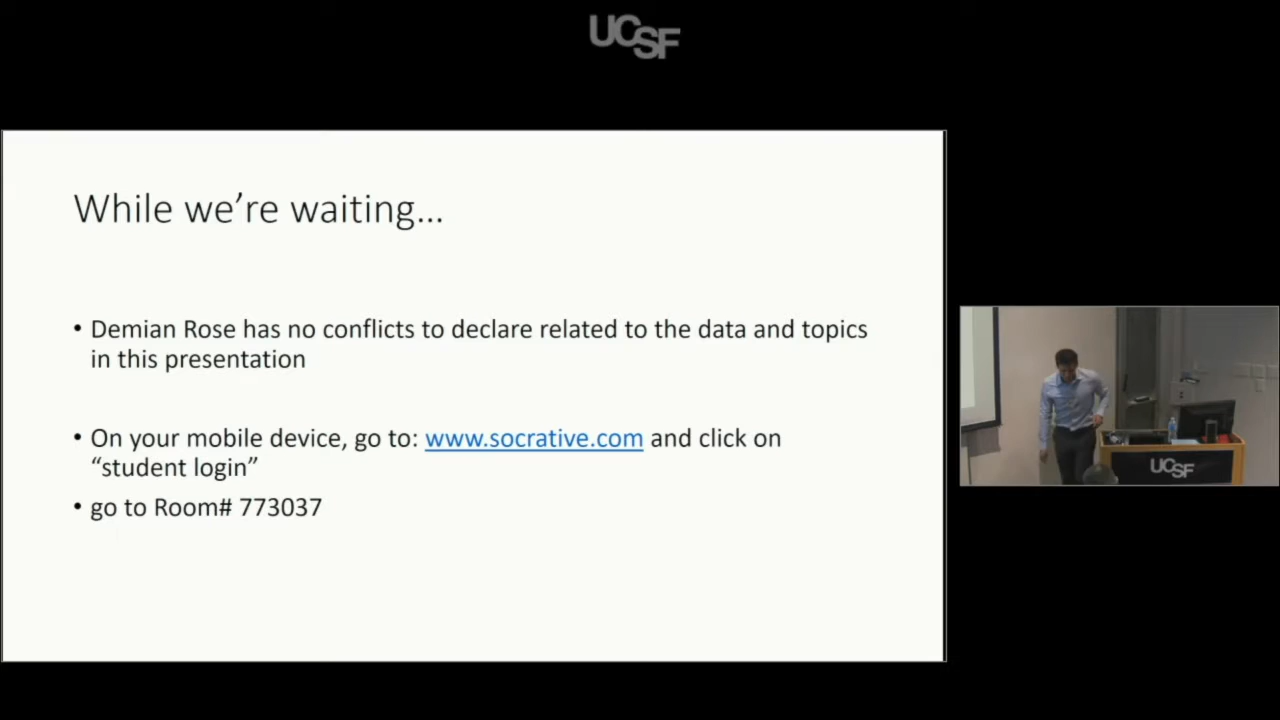 UCSF
While we’re waiting...
• Demian Rose has no conflicts to declare related to the data and topics
in this presentation
• On your mobile device, go to: www.socrative.com and click on
“student login”
• go to Room# 773037
UCSF